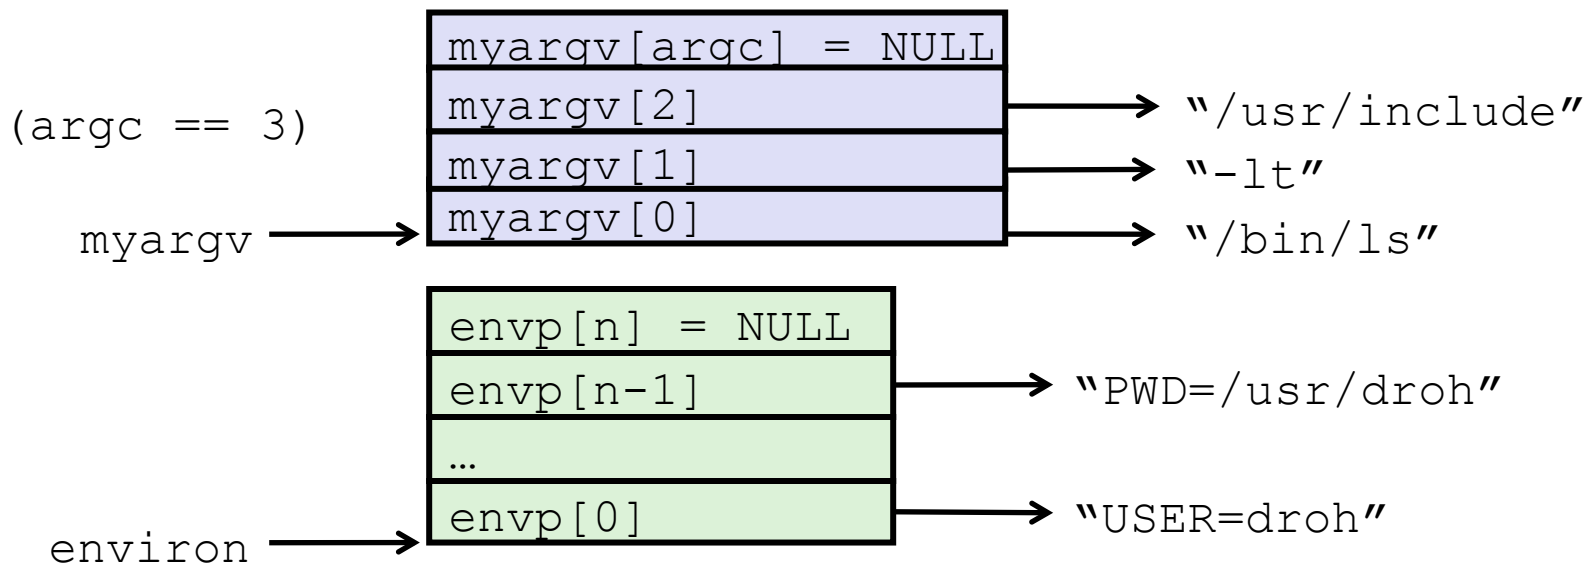 myargv[argc] = NULL
(argc == 3)
myargv[2]
“/usr/include”
myargv[1]
“-lt”
myargv
myargv[0]
“/bin/ls”
envp[n] = NULL
envp[n-1]
“PWD=/usr/droh”
…
environ
envp[0]
“USER=droh”